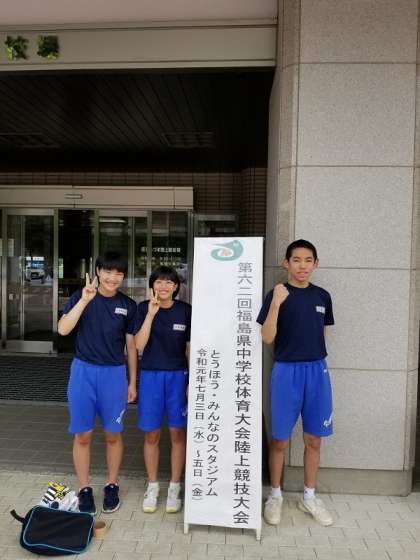 第六二回福島県中学校体育大会陸上競技大会
とうほう・みんなのスタジアム
令和元年七月三日(水)〜五日(金)